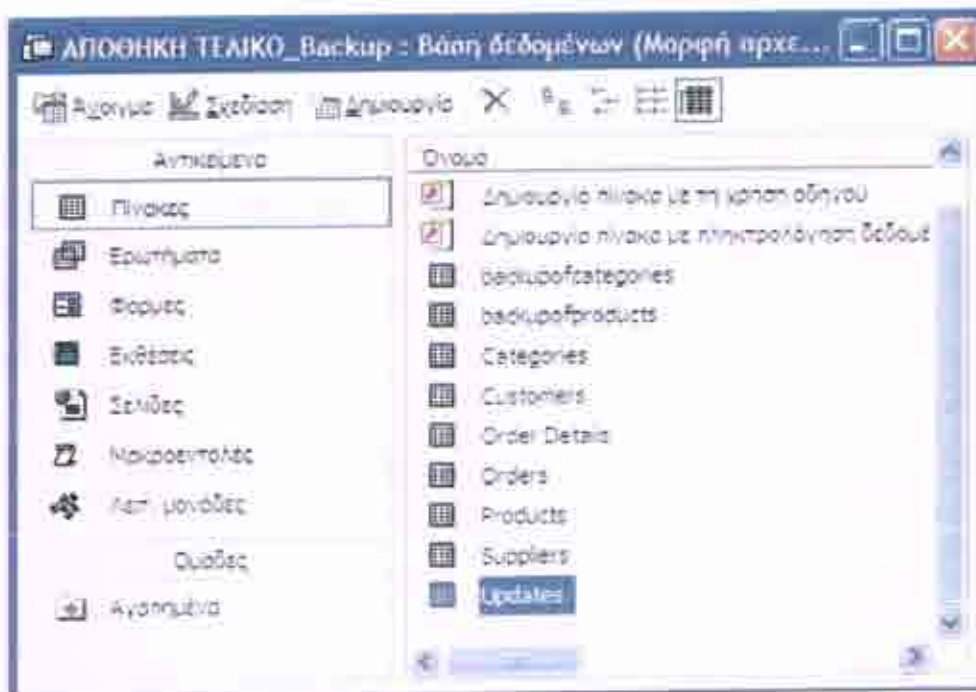 ΑΠΟΘΗΚΗ ΤΕΛΙΚΟ_Backup : Βάση δεδομένων (Μορφή αρχε...
Άνοιγμα Σχεδίαση Δημιουργία
Αντικείμενα
Πίνακες
Ερωτήματα
Φόρμες
Εκθέσεις
Σελίδες
Μακροεντολές
Λειτ. μονάδες
Ομάδες
Αγαπημένα
Όνομα
Δημιουργία πίνακα με τη χρήση οδηγού
Δημιουργία πίνακα με πληκτρολόγηση δεδομέ
backupofcategories
backupofproducts
Categories
Customers
Order Details
Orders
Products
Suppliers
Updates